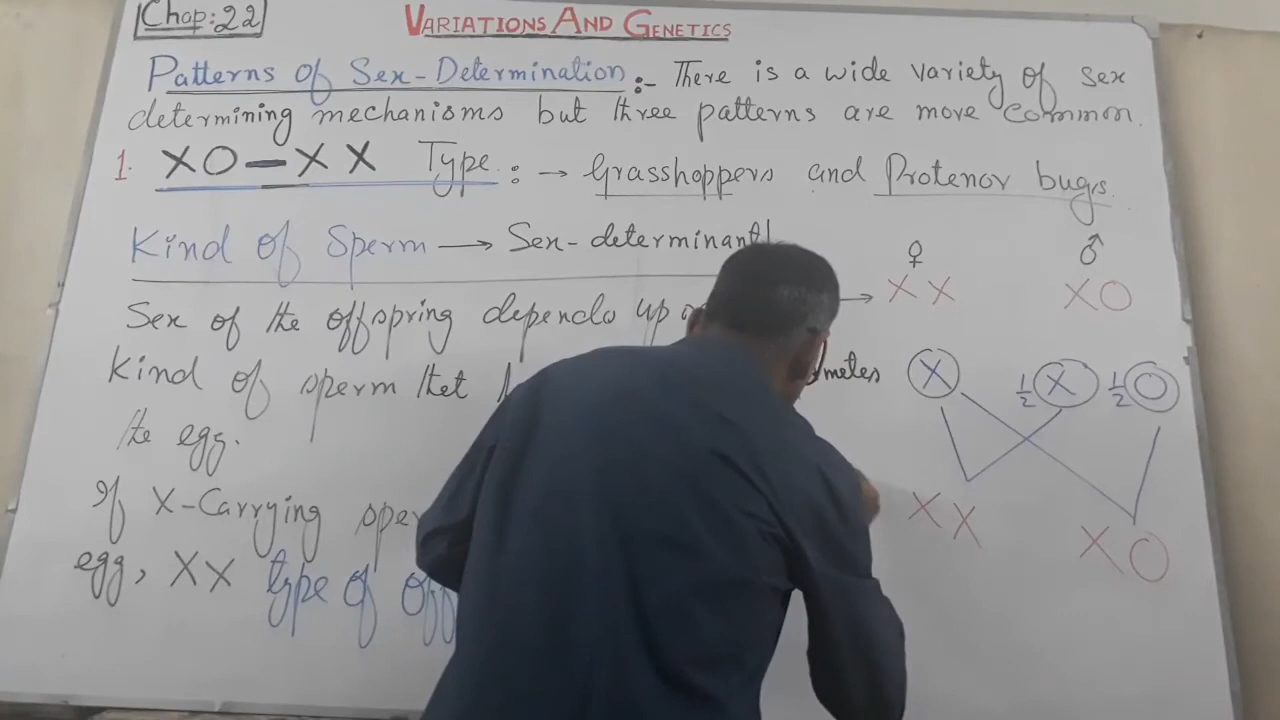 Chap:22
VARIATIONS AND GENETICS
Patterns of Sex-Determination :- There is a wide variety of sex
determining mechanisms but three patterns are more common.
1. XO — XX Type : → Grasshoppers and Protenor bugs.
Kind of Sperm → Sex-determinant
♀ ♂
→ XX XO
Sex of the offspring depends up
Kind of sperm that
metes X 1/2 X 1/2 O
the egg.
If X-Carrying sper
XX XO
egg, XX type of off